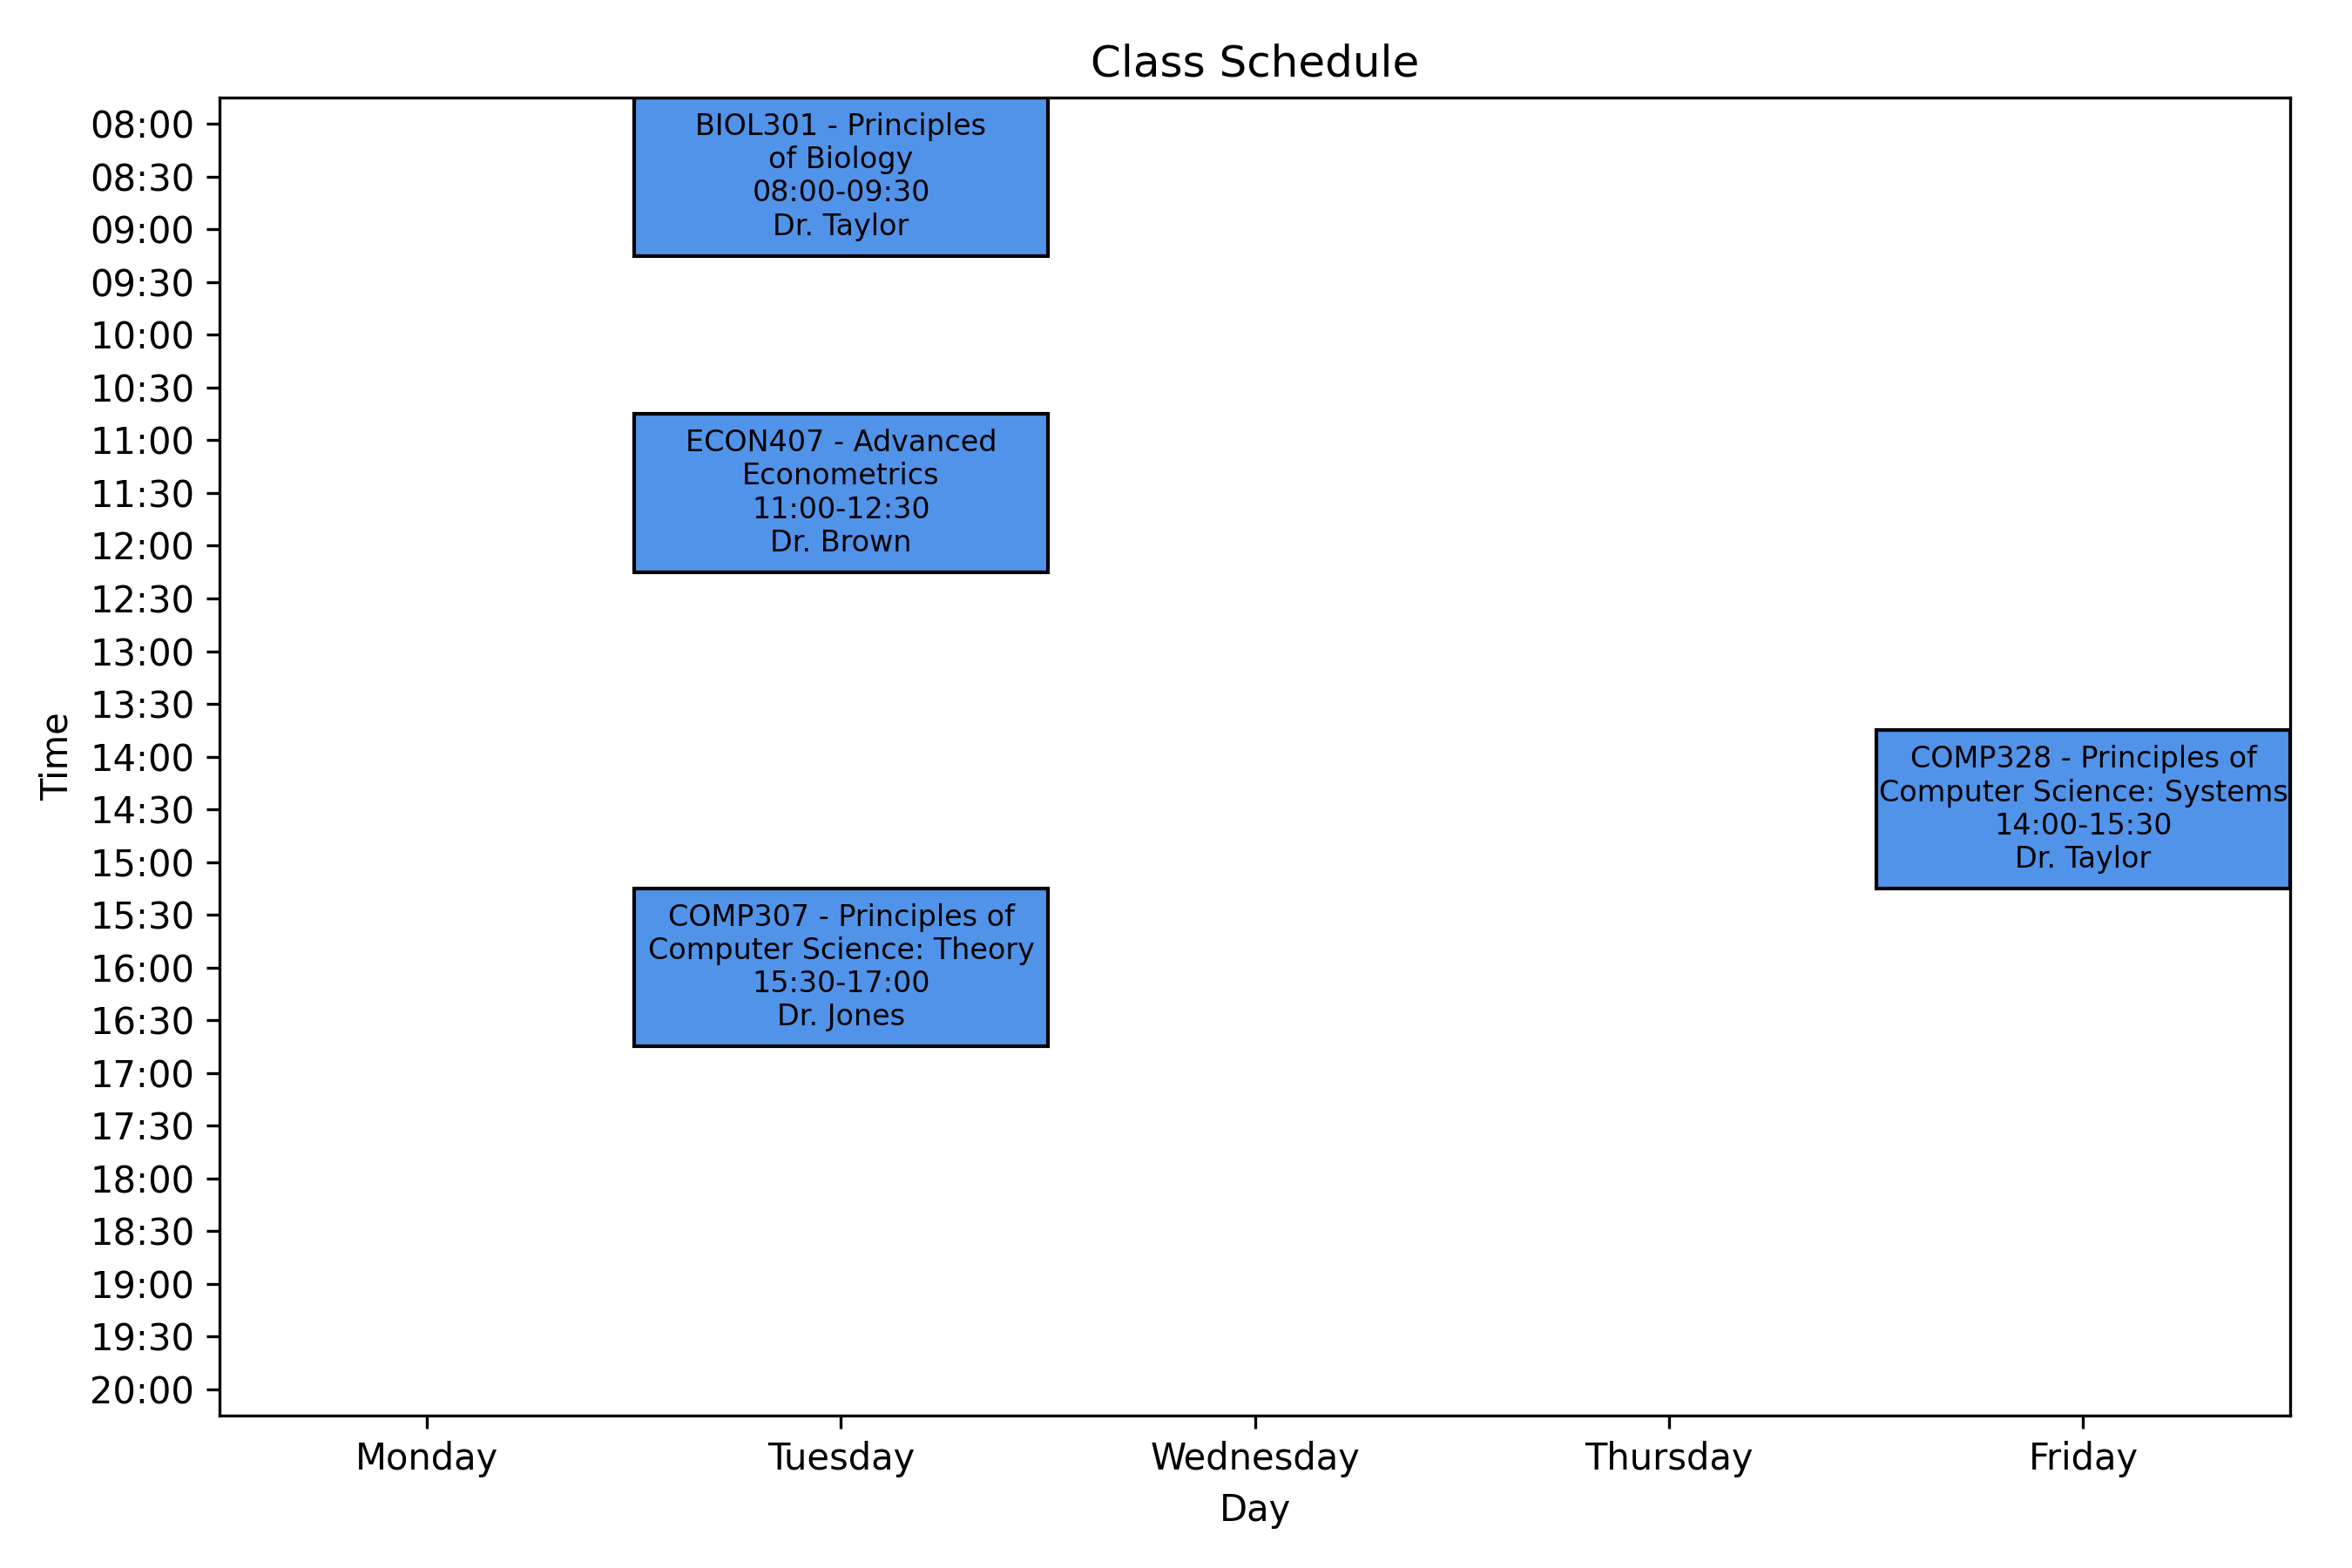 Class Schedule
08:00
08:30
09:00
09:30
10:00
10:30
11:00
11:30
12:00
12:30
13:00
13:30
14:00
14:30
15:00
15:30
16:00
16:30
17:00
17:30
18:00
18:30
19:00
19:30
20:00
Time
BIOL301 - Principles
of Biology
08:00-09:30
Dr. Taylor
ECON407 - Advanced
Econometrics
11:00-12:30
Dr. Brown
COMP307 - Principles of
Computer Science: Theory
15:30-17:00
Dr. Jones
COMP328 - Principles of
Computer Science: Systems
14:00-15:30
Dr. Taylor
Monday
Tuesday
Wednesday
Thursday
Friday
Day